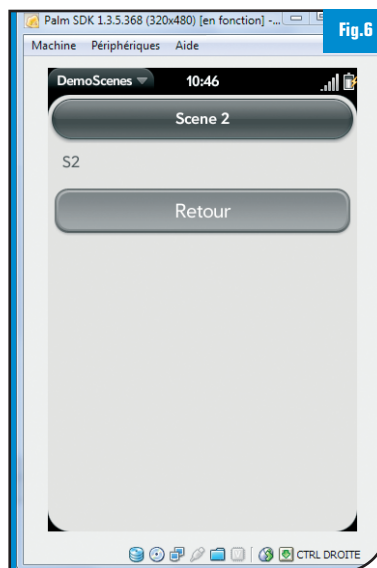 Palm SDK 1.3.5.368 (320x480) [en fonction] -...
Fig.6
Machine Périphériques Aide
DemoScenes 10:46
Scene 2
S2
Retour
CTRL DROITE